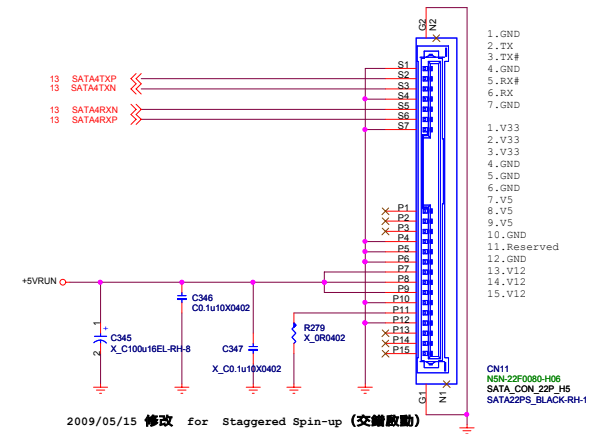 G2
N2
1.GND
2.TX
3.TX#
4.GND
5.RX#
6.RX
7.GND
13 SATA4TXP
13 SATA4TXN
13 SATA4RXN
13 SATA4RXP
S1
S2
S3
S4
S5
S6
S7
1.V33
2.V33
3.V33
4.GND
5.GND
6.GND
7.V5
8.V5
9.V5
10.GND
11.Reserved
12.GND
13.V12
14.V12
15.V12
P1
P2
P3
P4
P5
P6
P7
P8
P9
P10
P11
P12
P13
P14
P15
+5VRUN
C346
C0.1u10X0402
1
+
C345
X_C100u16EL-RH-8
2
C347
X_C0.1u10X0402
R279
X_0R0402
CN11
N5N-22F0080-H06
SATA_CON_22P_H5
SATA22PS_BLACK-RH-1
G1
N1
2009/05/15 修改 for Staggered Spin-up (交錯啟動)